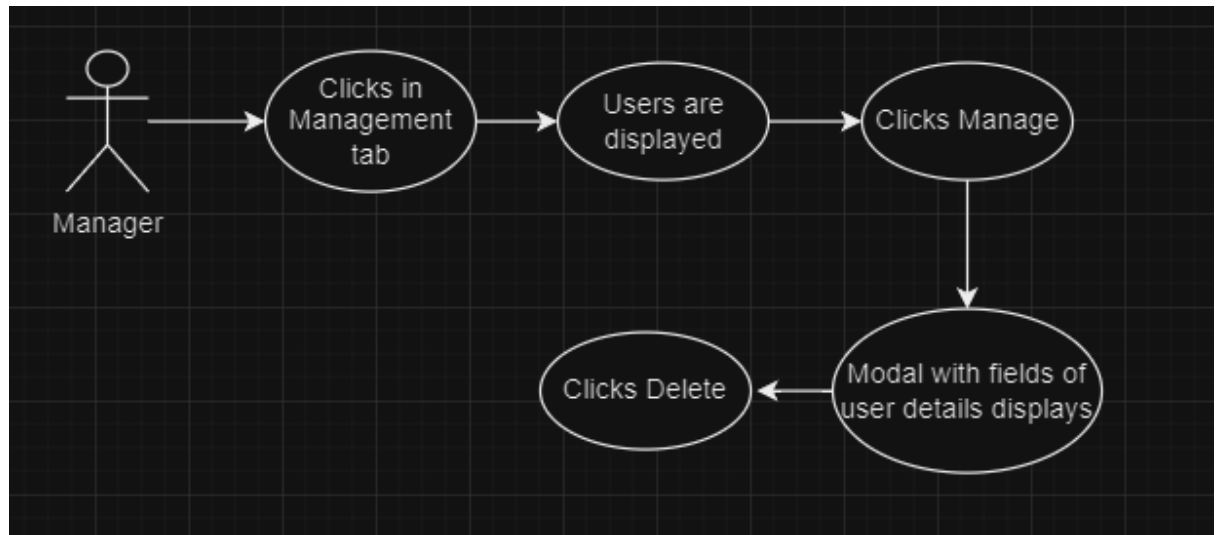 Manager
Clicks in
Management
tab
Users are
displayed
Clicks Manage
Modal with fields of
user details displays
Clicks Delete